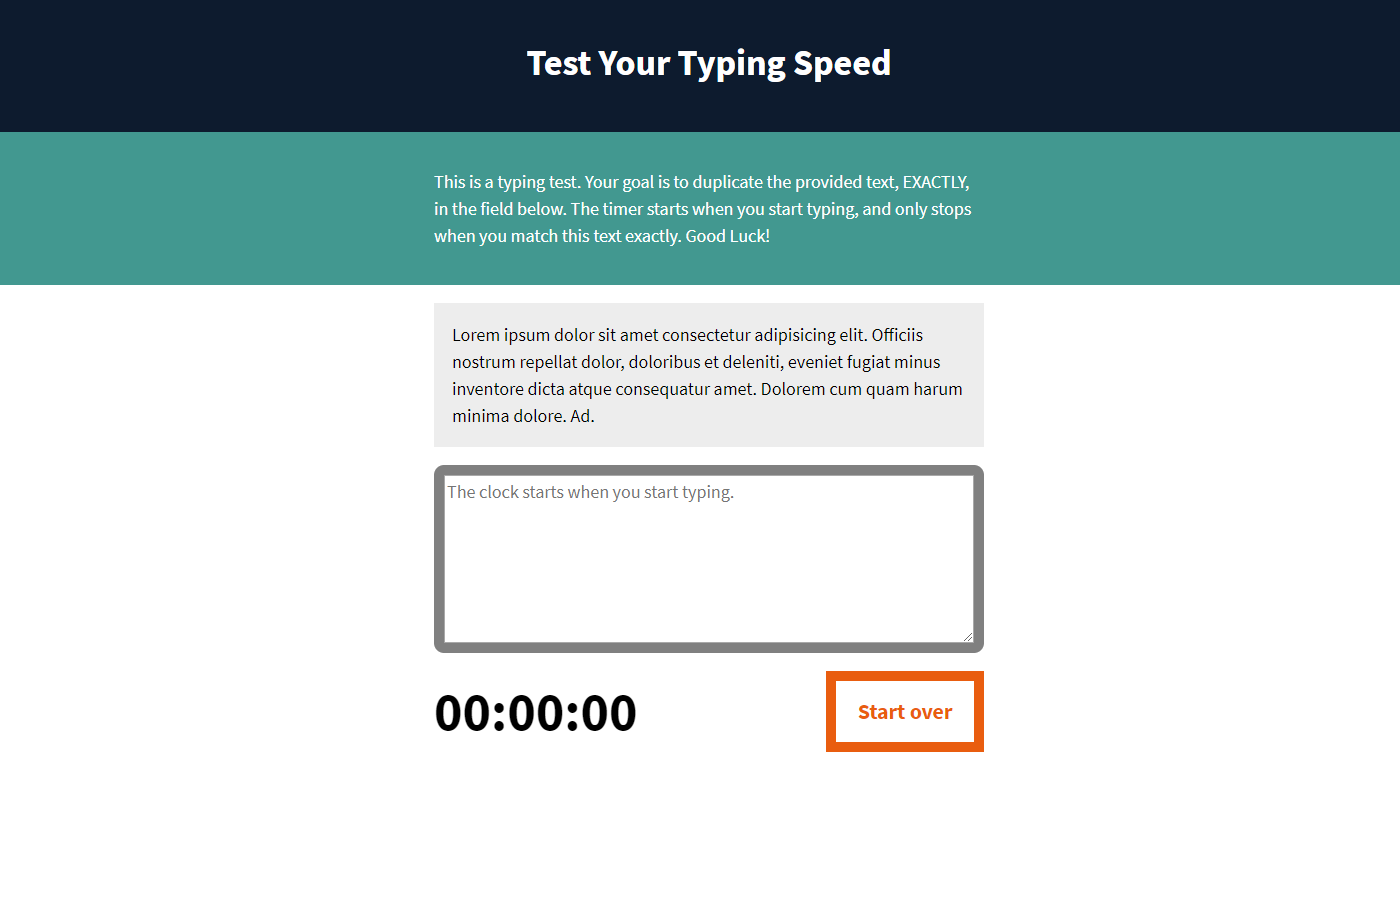 Test Your Typing Speed
This is a typing test. Your goal is to duplicate the provided text, EXACTLY,
in the field below. The timer starts when you start typing, and only stops
when you match this text exactly. Good Luck!
Lorem ipsum dolor sit amet consectetur adipisicing elit. Officiis
nostrum repellat dolor, doloribus et deleniti, eveniet fugiat minus
inventore dicta atque consequatur amet. Dolorem cum quam harum
minima dolore. Ad.
The clock starts when you start typing.
00:00:00
Start over